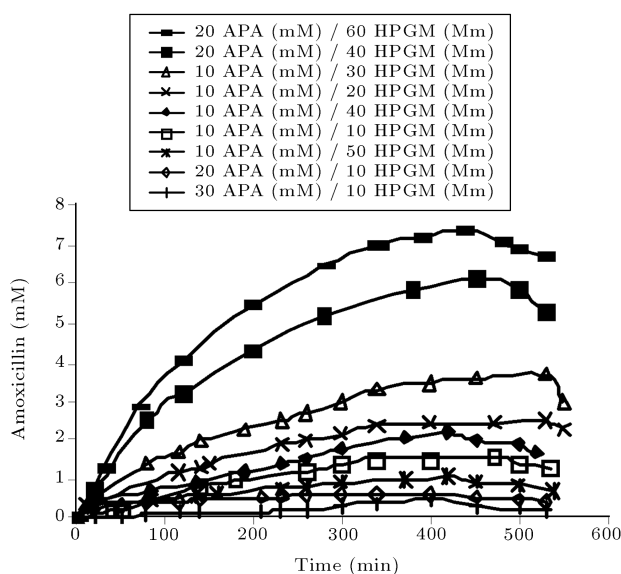 20 APA (mM) / 60 HPGM (Mm)
20 APA (mM) / 40 HPGM (Mm)
10 APA (mM) / 30 HPGM (Mm)
10 APA (mM) / 20 HPGM (Mm)
10 APA (mM) / 40 HPGM (Mm)
10 APA (mM) / 10 HPGM (Mm)
10 APA (mM) / 50 HPGM (Mm)
20 APA (mM) / 10 HPGM (Mm)
30 APA (mM) / 10 HPGM (Mm)
8
7
6
5
4
3
2
1
0
Amoxicillin (mM)
0 100 200 300 400 500 600
Time (min)